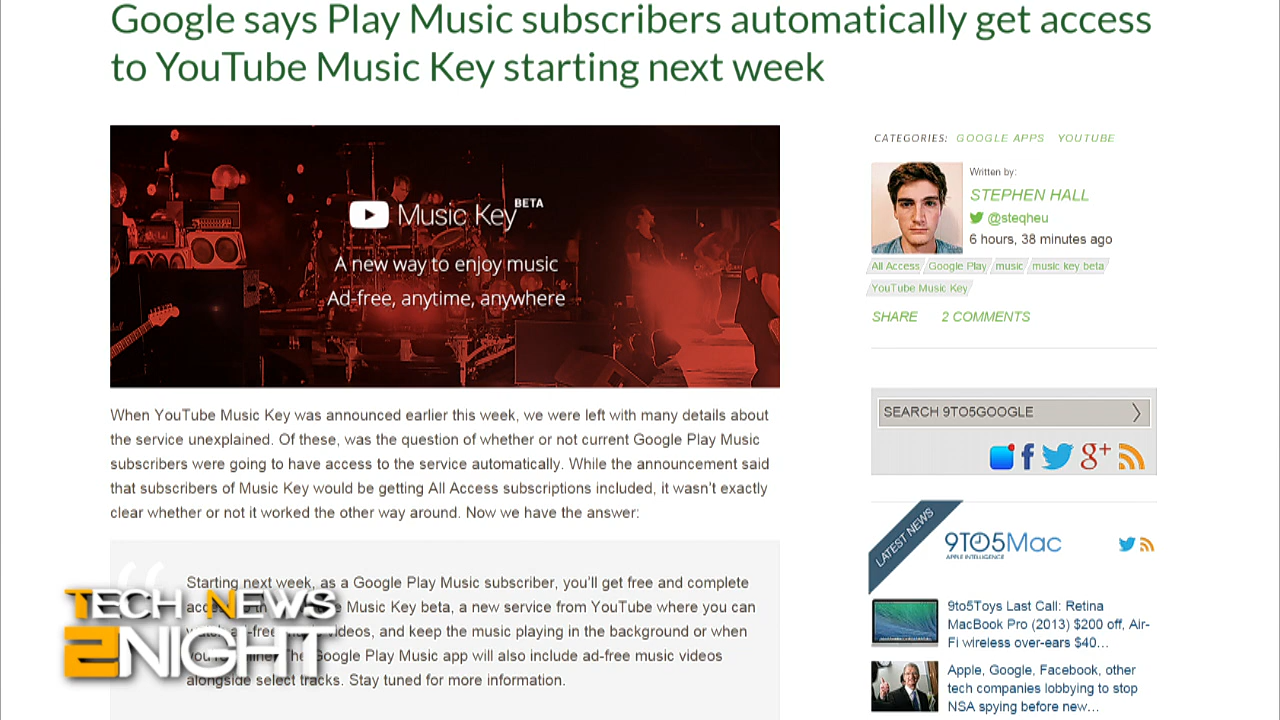 Google says Play Music subscribers automatically get access
to YouTube Music Key starting next week
Music Key BETA
A new way to enjoy music
Ad-free, anytime, anywhere
When YouTube Music Key was announced earlier this week, we were left with many details about
the service unexplained. Of these, was the question of whether or not current Google Play Music
subscribers were going to have access to the service automatically. While the announcement said
that subscribers of Music Key would be getting All Access subscriptions included, it wasn't exactly
clear whether or not it worked the other way around. Now we have the answer:
Starting next week, as a Google Play Music subscriber, you'll get free and complete
Music Key beta, a new service from YouTube where you can
videos, and keep the music playing in the background or when
Google Play Music app will also include ad-free music videos
alongside select tracks. Stay tuned for more information.
TECH NEWS
2NIGHT
CATEGORIES: GOOGLE APPS YOUTUBE
Written by:
STEPHEN HALL
@steqheu
6 hours, 38 minutes ago
All Access Google Play music music key beta
YouTube Music Key
SHARE 2 COMMENTS
SEARCH 9TO5GOOGLE
f g+
LATEST NEWS
9TO5Mac
APPLE INTELLIGENCE
9to5Toys Last Call: Retina
MacBook Pro (2013) $200 off, Air-
Fi wireless over-ears $40...
Apple, Google, Facebook, other
tech companies lobbying to stop
NSA spying before new...